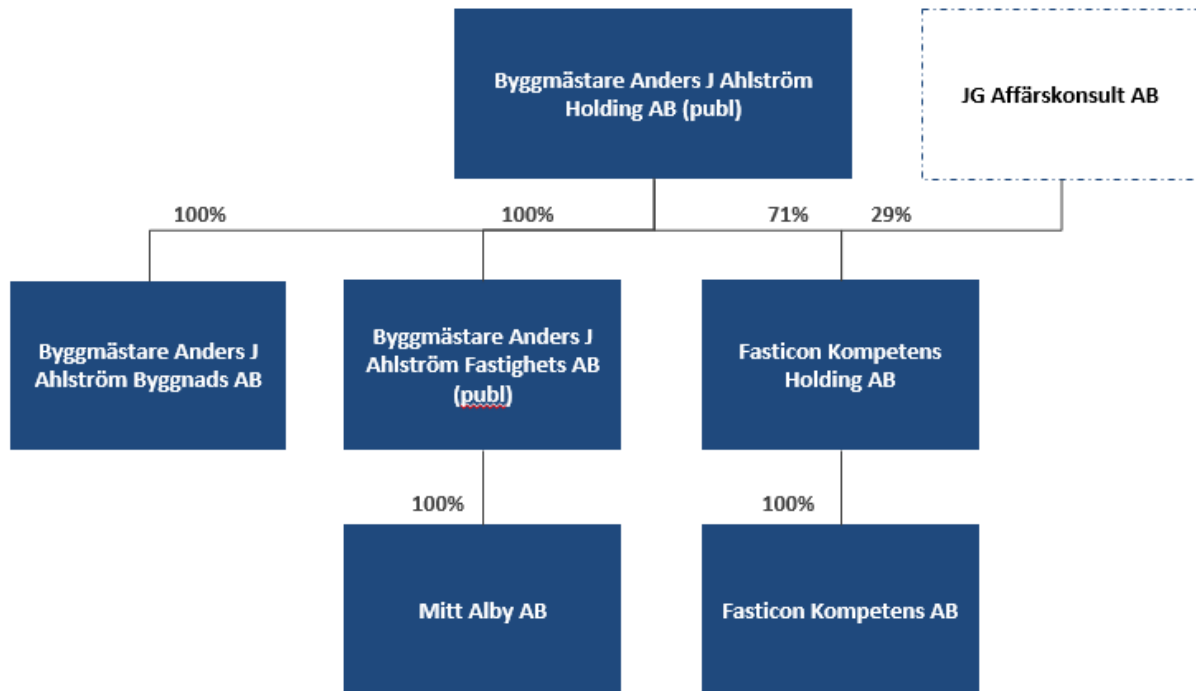 Byggmästare Anders J Ahlström
Holding AB (publ)
JG Affärskonsult AB
100%
100%
71%
29%
Byggmästare Anders J
Ahlström Byggnads AB
Byggmästare Anders J
Ahlström Fastighets AB
(publ)
Fasticon Kompetens
Holding AB
100%
100%
Mitt Alby AB
Fasticon Kompetens AB